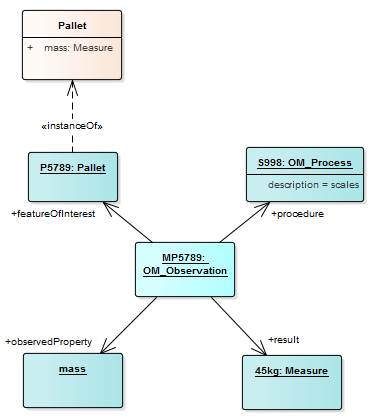 Pallet
+ mass: Measure
«instanceOf»
P5789: Pallet
S998: OM_Process
description = scales
+featureOfInterest
+procedure
MP5789:
OM_Observation
+observedProperty
+result
mass
45kg: Measure